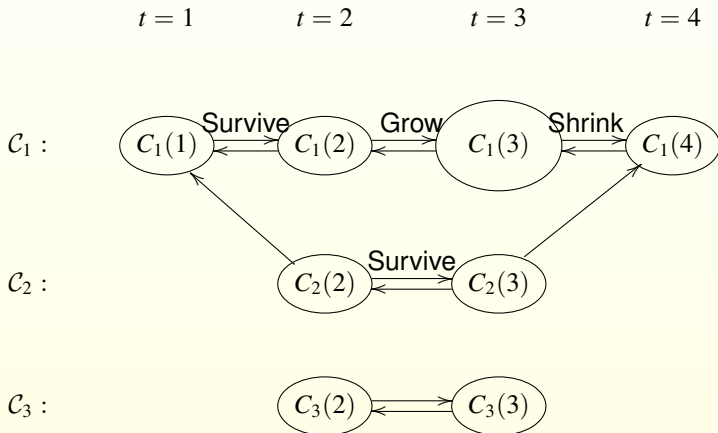 t = 1 t = 2 t = 3 t = 4
Survive Grow Shrink
𝒞₁ : C₁(1) C₁(2) C₁(3) C₁(4)
Survive
𝒞₂ : C₂(2) C₂(3)
𝒞₃ : C₃(2) C₃(3)